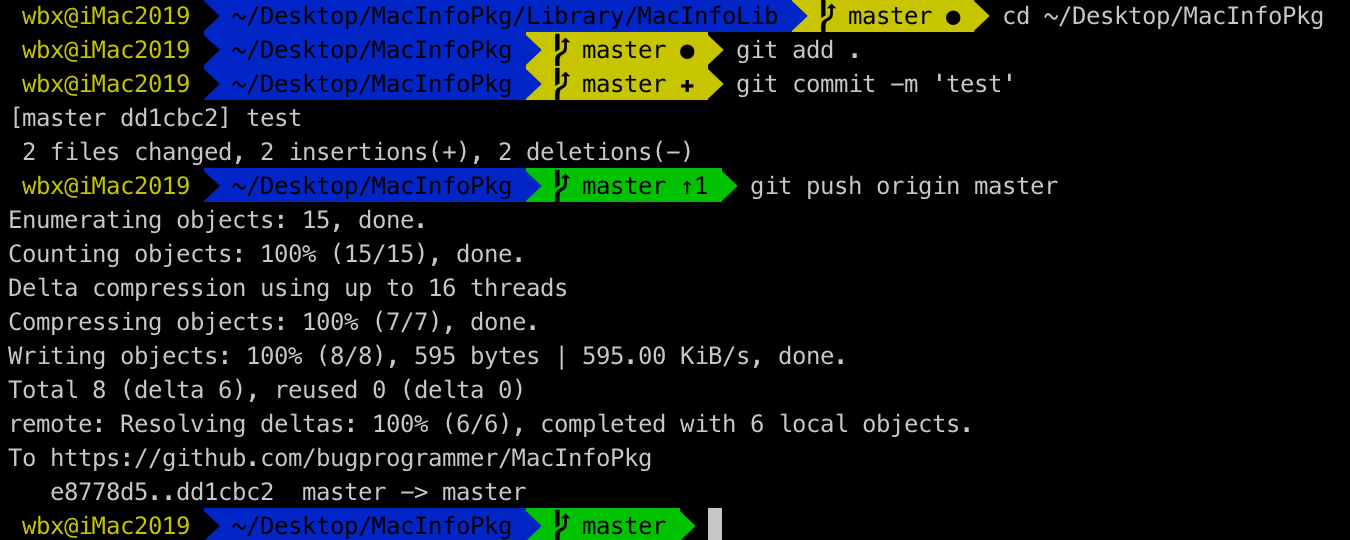 wbx@iMac2019 ~/Desktop/MacInfoPkg/Library/MacInfoLib master ● cd ~/Desktop/MacInfoPkg
wbx@iMac2019 ~/Desktop/MacInfoPkg master ● git add .
wbx@iMac2019 ~/Desktop/MacInfoPkg master ✚ git commit -m 'test'
[master dd1cbc2] test
 2 files changed, 2 insertions(+), 2 deletions(-)
wbx@iMac2019 ~/Desktop/MacInfoPkg master ↑1 git push origin master
Enumerating objects: 15, done.
Counting objects: 100% (15/15), done.
Delta compression using up to 16 threads
Compressing objects: 100% (7/7), done.
Writing objects: 100% (8/8), 595 bytes | 595.00 KiB/s, done.
Total 8 (delta 6), reused 0 (delta 0)
remote: Resolving deltas: 100% (6/6), completed with 6 local objects.
To https://github.com/bugprogrammer/MacInfoPkg
   e8778d5..dd1cbc2  master -> master
wbx@iMac2019 ~/Desktop/MacInfoPkg master